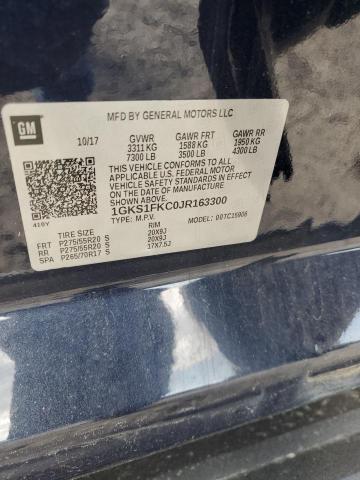 MFD BY GENERAL MOTORS LLC
GM
10/17 GVWR GAWR FRT GAWR RR
3311 KG 1588 KG 1950 KG
7300 LB 3500 LB 4300 LB
THIS VEHICLE CONFORMS TO ALL
APPLICABLE U.S. FEDERAL MOTOR
VEHICLE SAFETY STANDARDS IN EFFECT
ON THE DATE OF MANUFACTURE SHOWN ABOVE.
1GKS1FKC0JR163300
TYPE: M.P.V.
416Y TIRE SIZE RIM
FRT P275/55R20 S 20X9J
RR P275/55R20 S 20X9J
SPA P265/70R17 S 17X7.5J